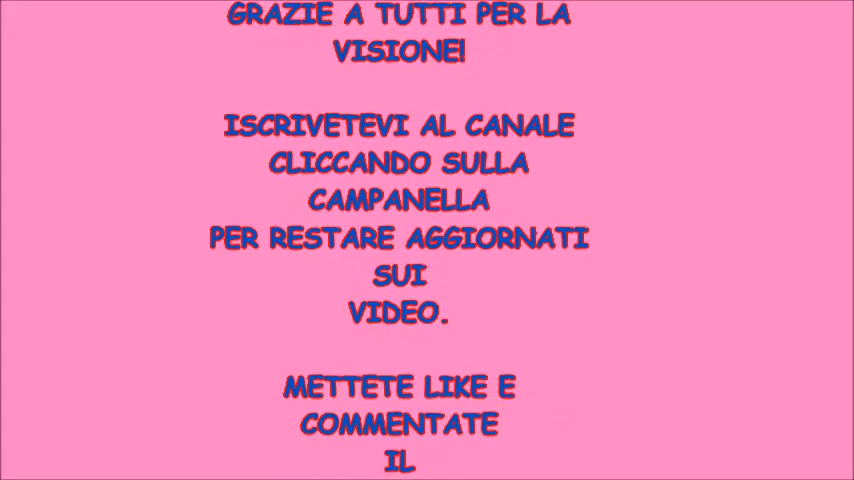 GRAZIE A TUTTI PER LA
VISIONE!
ISCRIVETEVI AL CANALE
CLICCANDO SULLA
CAMPANELLA
PER RESTARE AGGIORNATI
SUI
VIDEO.
METTETE LIKE E
COMMENTATE
IL